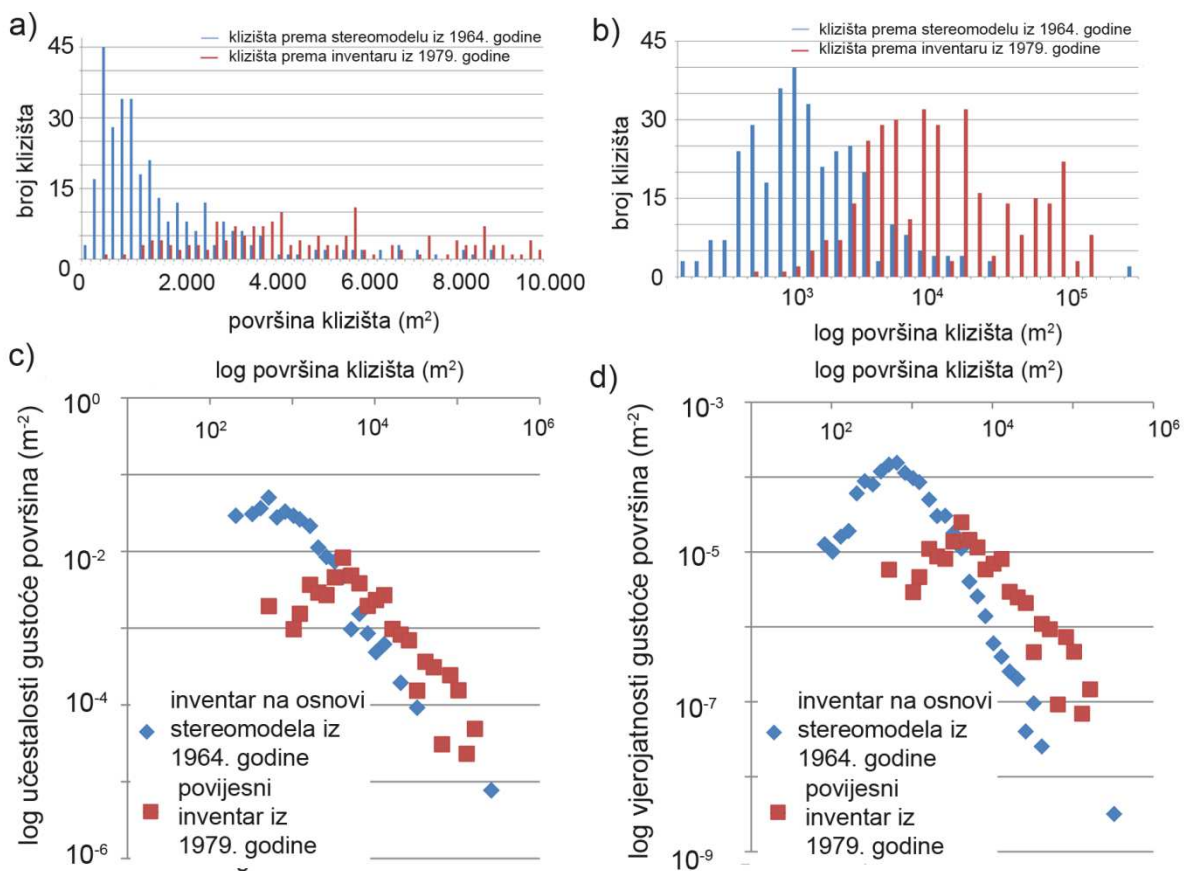 a)
klizišta prema stereomodelu iz 1964. godine
klizišta prema inventaru iz 1979. godine
broj klizišta
45
30
15
0
0 2.000 4.000 6.000 8.000 10.000
površina klizišta (m²)
b)
klizišta prema stereomodelu iz 1964. godine
klizišta prema inventaru iz 1979. godine
broj klizišta
45
30
15
0
10³ 10⁴ 10⁵
log površina klizišta (m²)
c)
log površina klizišta (m²)
log učestalosti gustoće površina (m⁻²)
10⁰
10⁻²
10⁻⁴
10⁻⁶
10² 10⁴ 10⁶
inventar na osnovi
stereomodela iz
1964. godine
povijesni
inventar iz
1979. godine
d)
log površina klizišta (m²)
log vjerojatnosti gustoće površina (m⁻²)
10⁻³
10⁻⁵
10⁻⁷
10⁻⁹
10² 10⁴ 10⁶
inventar na osnovi
stereomodela iz
1964. godine
povijesni
inventar iz
1979. godine